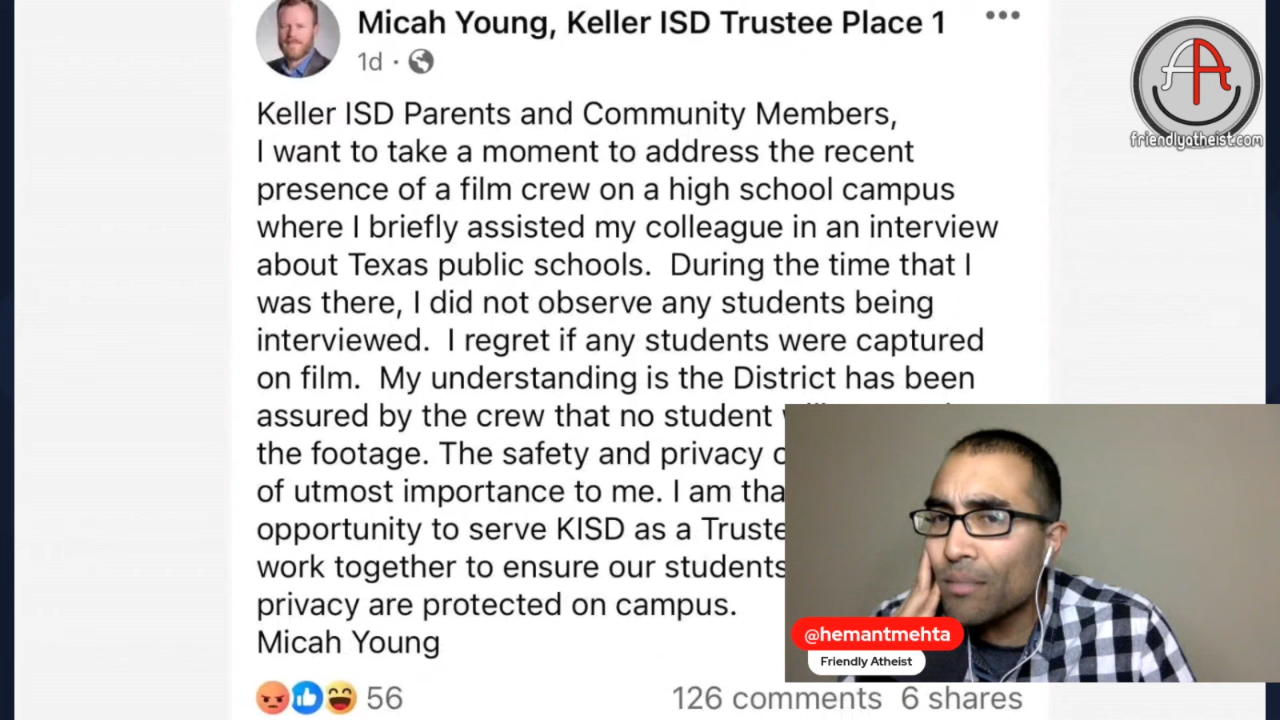 Micah Young, Keller ISD Trustee Place 1
1d
Keller ISD Parents and Community Members,
I want to take a moment to address the recent
presence of a film crew on a high school campus
where I briefly assisted my colleague in an interview
about Texas public schools.  During the time that I
was there, I did not observe any students being
interviewed.  I regret if any students were captured
on film.  My understanding is the District has been
assured by the crew that no student
the footage. The safety and privacy
of utmost importance to me. I am
opportunity to serve KISD as a
work together to ensure our students
privacy are protected on campus.
Micah Young
56
126 comments
6 shares
friendlyatheist.com
@hemantmehta
Friendly Atheist